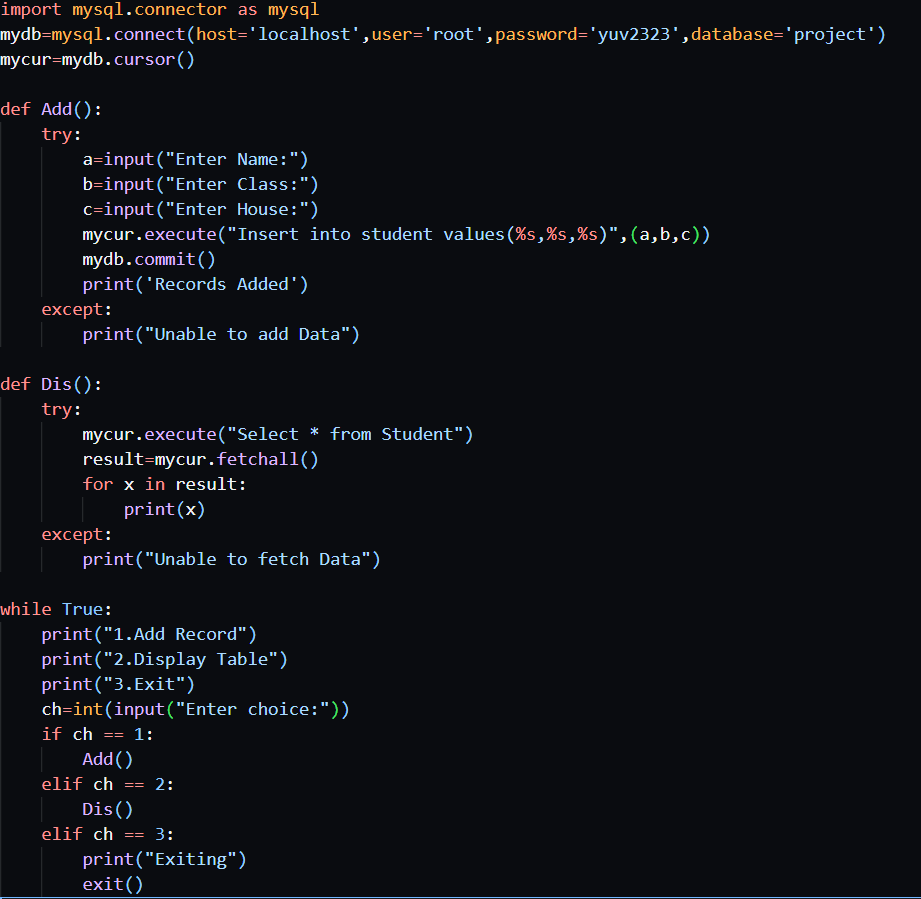 import mysql.connector as mysql
mydb=mysql.connect(host='localhost',user='root',password='yuv2323',database='project')
mycur=mydb.cursor()

def Add():
    try:
        a=input("Enter Name:")
        b=input("Enter Class:")
        c=input("Enter House:")
        mycur.execute("Insert into student values(%s,%s,%s)",(a,b,c))
        mydb.commit()
        print('Records Added')
    except:
        print("Unable to add Data")

def Dis():
    try:
        mycur.execute("Select * from Student")
        result=mycur.fetchall()
        for x in result:
            print(x)
    except:
        print("Unable to fetch Data")

while True:
    print("1.Add Record")
    print("2.Display Table")
    print("3.Exit")
    ch=int(input("Enter choice:"))
    if ch == 1:
        Add()
    elif ch == 2:
        Dis()
    elif ch == 3:
        print("Exiting")
        exit()